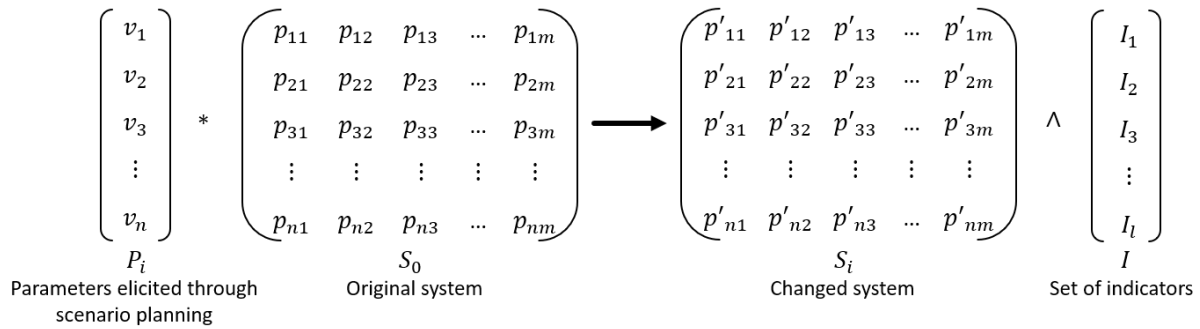 v₁ p₁₁ p₁₂ p₁₃ ... p₁ₘ p′₁₁ p′₁₂ p′₁₃ ... p′₁ₘ I₁
v₂ p₂₁ p₂₂ p₂₃ ... p₂ₘ p′₂₁ p′₂₂ p′₂₃ ... p′₂ₘ I₂
v₃ * p₃₁ p₃₂ p₃₃ ... p₃ₘ → p′₃₁ p′₃₂ p′₃₃ ... p′₃ₘ ∧ I₃
⋮ ⋮ ⋮ ⋮ ⋮ ⋮ ⋮ ⋮ ⋮ ⋮ ⋮ ⋮
vₙ pₙ₁ pₙ₂ pₙ₃ ... pₙₘ p′ₙ₁ p′ₙ₂ p′ₙ₃ ... p′ₙₘ Iₗ
Pᵢ S₀ Sᵢ I
Parameters elicited through Original system Changed system Set of indicators
scenario planning